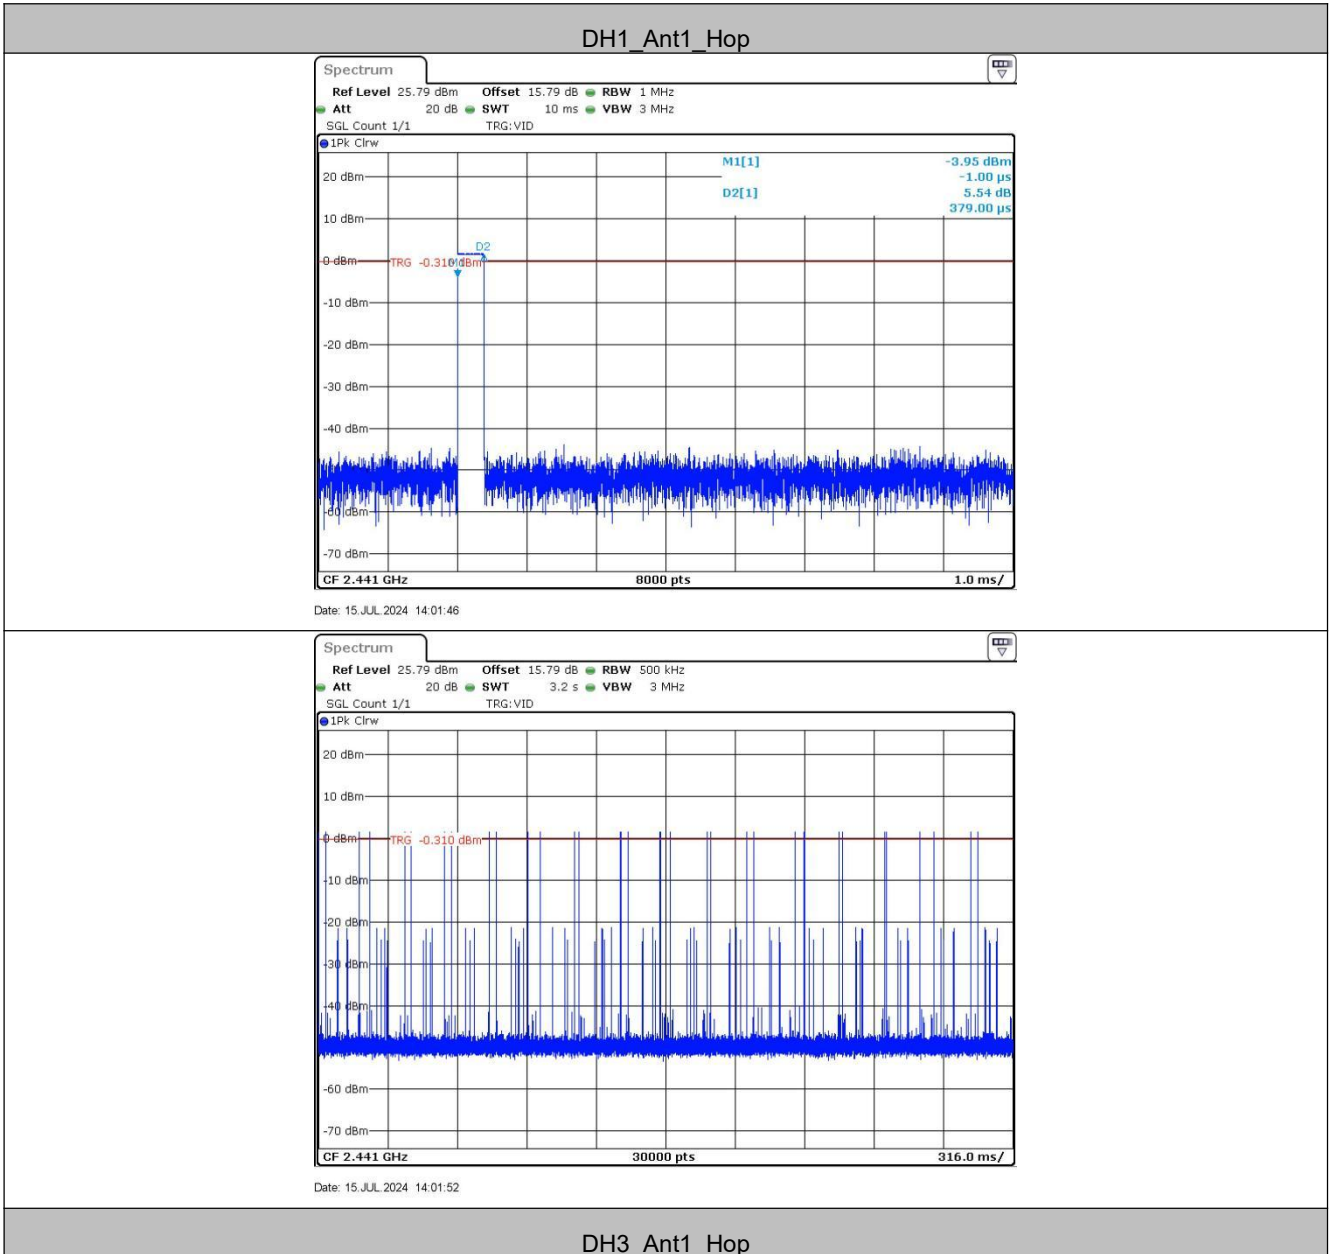 DH1_Ant1_Hop
Spectrum
Ref Level 25.79 dBm Offset 15.79 dB RBW 1 MHz
Att 20 dB SWT 10 ms VBW 3 MHz
SGL Count 1/1 TRG:VID
1Pk Clrw
M1[1] -3.95 dBm
-1.00 µs
D2[1] 5.54 dB
379.00 µs
20 dBm
10 dBm
D2
0 dBm
TRG -0.310 dBm
-10 dBm
-20 dBm
-30 dBm
-40 dBm
-60 dBm
-70 dBm
CF 2.441 GHz 8000 pts 1.0 ms/
Date: 15.JUL.2024 14:01:46
Spectrum
Ref Level 25.79 dBm Offset 15.79 dB RBW 500 kHz
Att 20 dB SWT 3.2 s VBW 3 MHz
SGL Count 1/1 TRG:VID
1Pk Clrw
20 dBm
10 dBm
0 dBm
TRG -0.310 dBm
-10 dBm
-20 dBm
-30 dBm
-40 dBm
-60 dBm
-70 dBm
CF 2.441 GHz 30000 pts 316.0 ms/
Date: 15.JUL.2024 14:01:52
DH3_Ant1_Hop